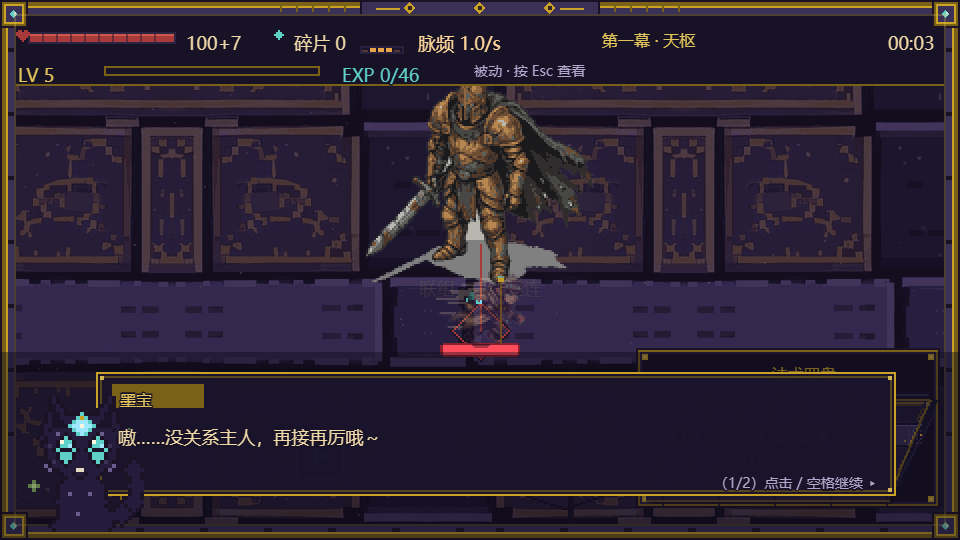 100+7
碎片 0
脉频 1.0/s
第一幕 · 天枢
00:03
LV 5
EXP 0/46
被动 · 按 Esc 查看
墨宝
嗷……没关系主人，再接再厉哦~
（1/2）点击 / 空格继续 ▸